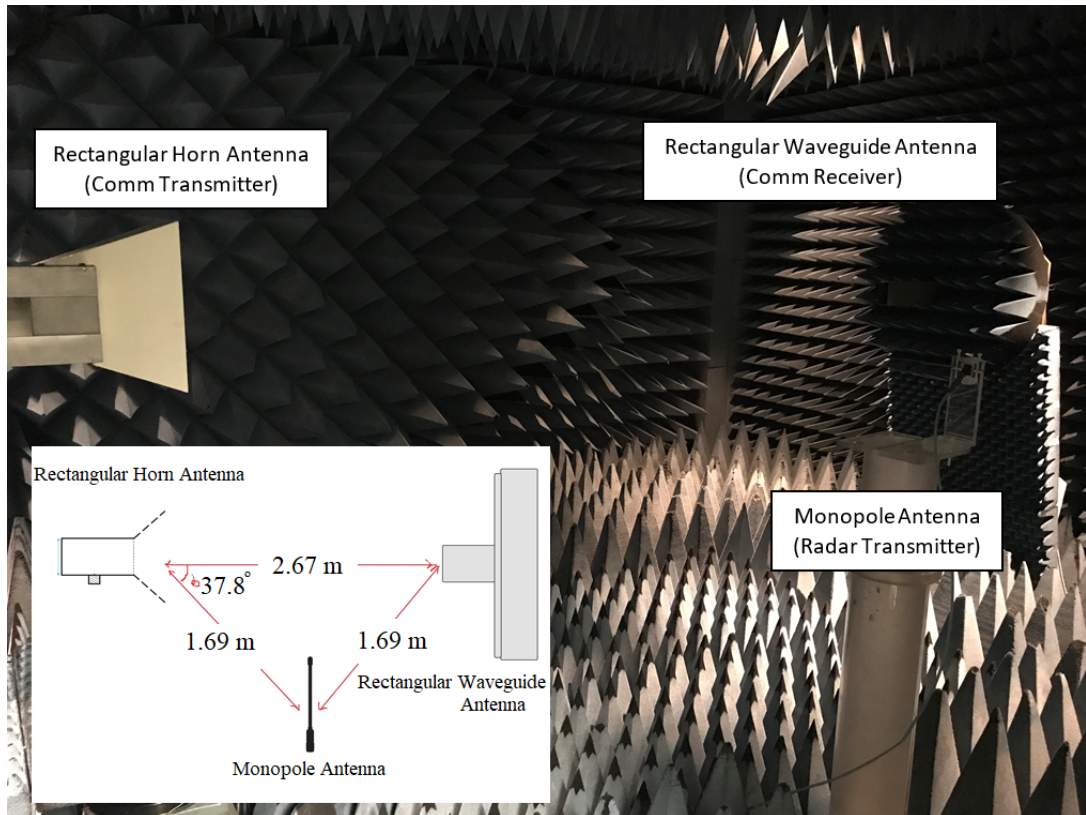 Rectangular Horn Antenna
(Comm Transmitter)
Rectangular Waveguide Antenna
(Comm Receiver)
Monopole Antenna
(Radar Transmitter)
Rectangular Horn Antenna
2.67 m
37.8°
1.69 m
1.69 m
Rectangular Waveguide
Antenna
Monopole Antenna